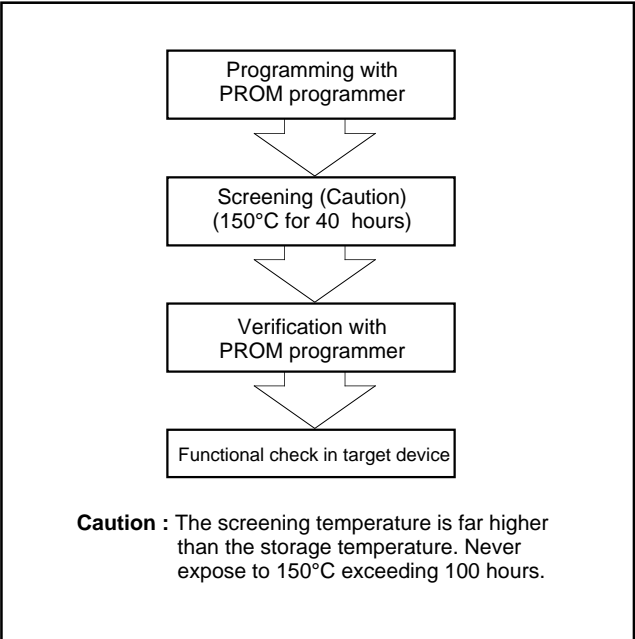 Programming with
PROM programmer
Screening (Caution)
(150°C for 40 hours)
Verification with
PROM programmer
Functional check in target device
Caution : The screening temperature is far higher
than the storage temperature. Never
expose to 150°C exceeding 100 hours.